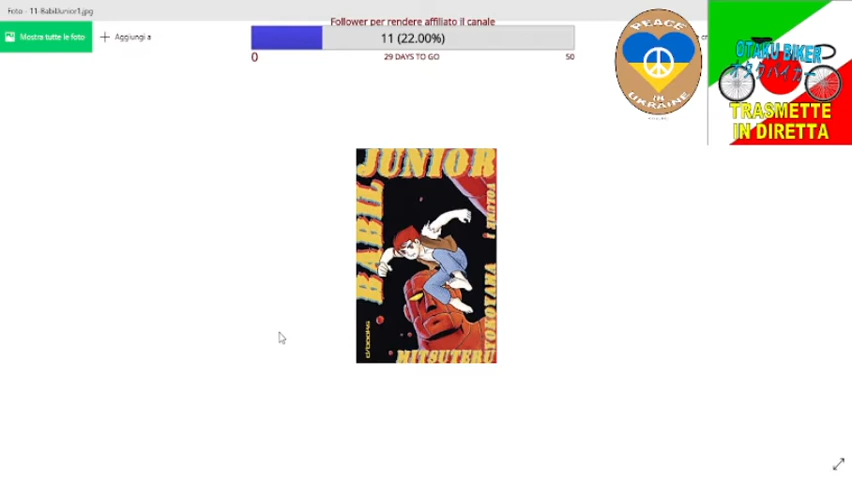 Foto - 11-BabilJunior1.jpg
Mostra tutte le foto
Aggiungi a
Follower per rendere affiliato il canale
11 (22.00%)
0
29 DAYS TO GO
50
PEACE
IN
UKRAINE
OTAKU BIKER
オタクバイカー
TRASMETTE
IN DIRETTA
JUNIOR
BABIL
VOLUME 1
YOKOYAMA
MITSUTERU
d/books